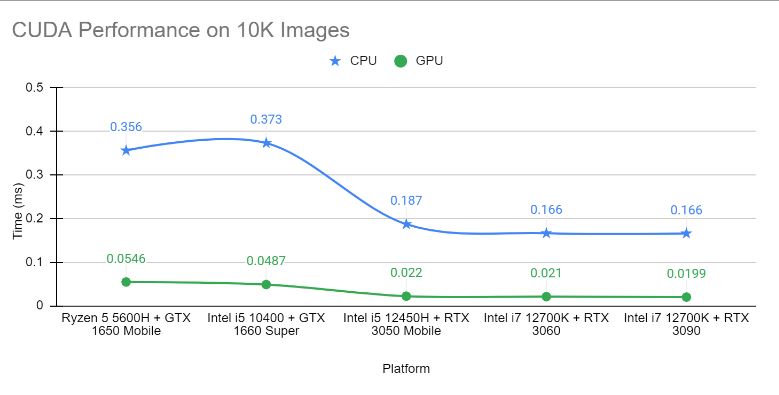 CUDA Performance on 10K Images
CPU GPU
0.5
0.4
0.3
0.2
0.1
0
Time (ms)
0.356
0.373
0.187
0.166
0.166
0.0546
0.0487
0.022
0.021
0.0199
Ryzen 5 5600H + GTX
1650 Mobile
Intel i5 10400 + GTX
1660 Super
Intel i5 12450H + RTX
3050 Mobile
Intel i7 12700K + RTX
3060
Intel i7 12700K + RTX
3090
Platform